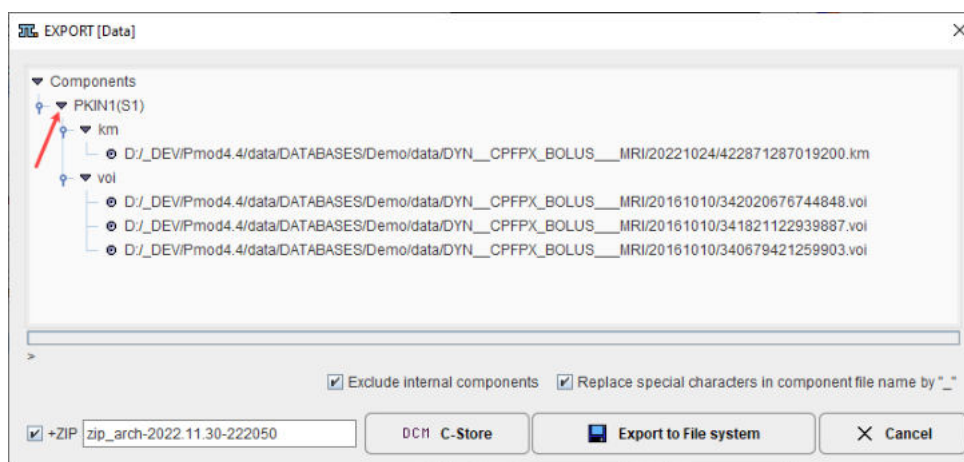 EXPORT [Data]
Components
PKIN1(S1)
km
D:/_DEV/Pmod4.4/data/DATABASES/Demo/data/DYN__CPFPX_BOLUS___MRI/20221024/422871287019200.km
voi
D:/_DEV/Pmod4.4/data/DATABASES/Demo/data/DYN__CPFPX_BOLUS___MRI/20161010/342020676744848.voi
D:/_DEV/Pmod4.4/data/DATABASES/Demo/data/DYN__CPFPX_BOLUS___MRI/20161010/341821122939887.voi
D:/_DEV/Pmod4.4/data/DATABASES/Demo/data/DYN__CPFPX_BOLUS___MRI/20161010/340679421259903.voi
>
Exclude internal components Replace special characters in component file name by "_"
+ZIP zip_arch-2022.11.30-222050 DCM C-Store Export to File system Cancel